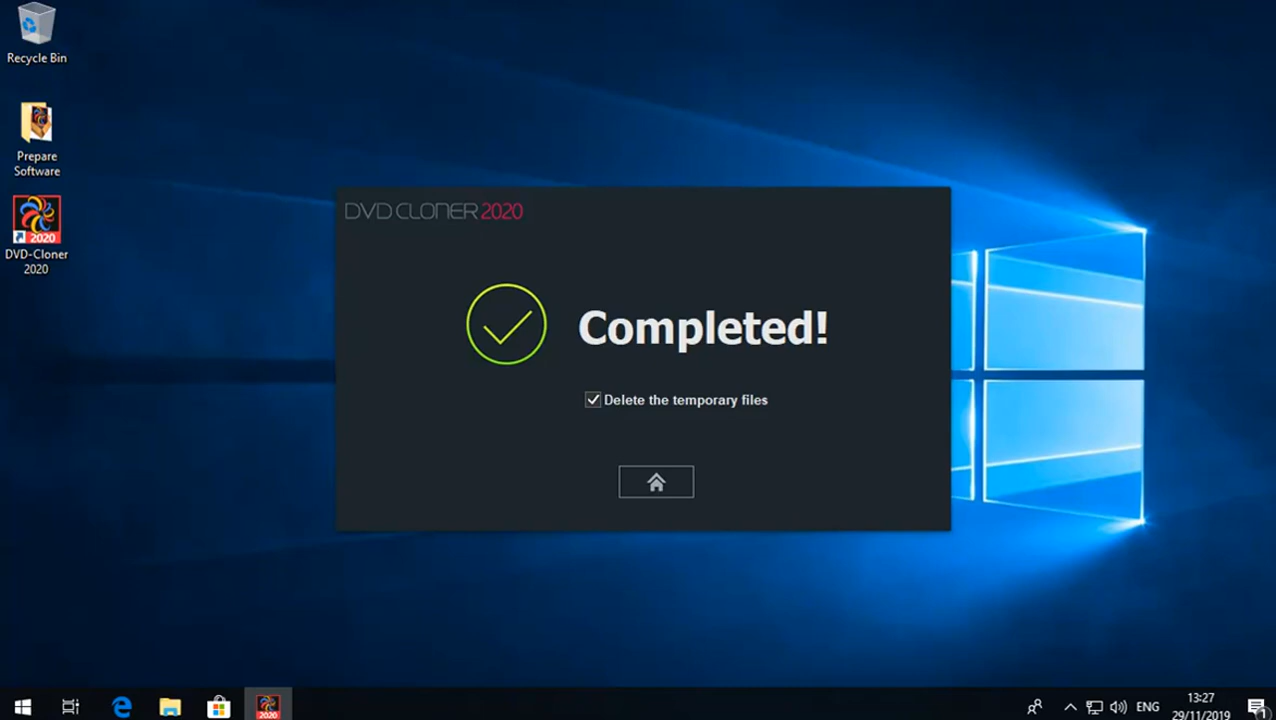 Recycle Bin
Prepare
Software
2020
DVD-Cloner
2020
DVD CLONER 2020
Completed!
Delete the temporary files
2020
ENG
13:27
29/11/2019
1